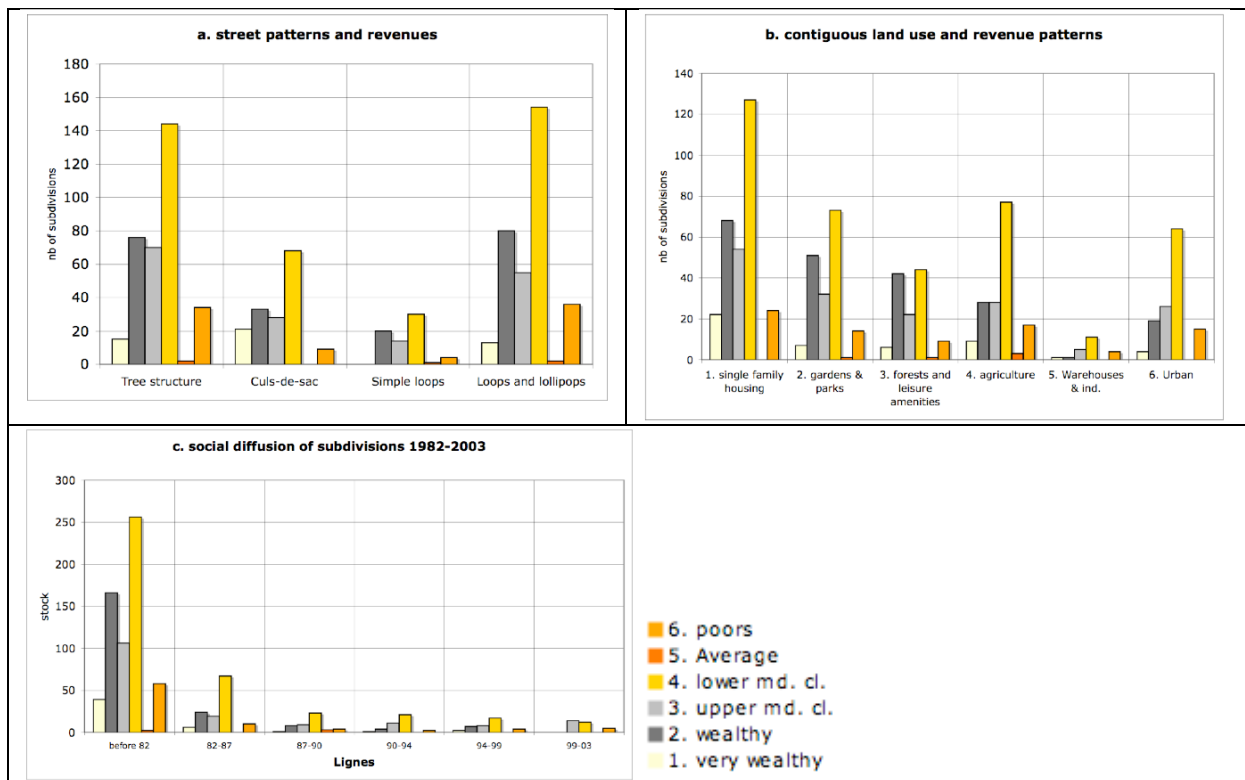 a. street patterns and revenues
180
160
140
120
100
80
60
40
20
0
nb of subdivisions
Tree structure
Culs-de-sac
Simple loops
Loops and lollipops
b. contiguous land use and revenue patterns
140
120
100
80
60
40
20
0
nb of subdivisions
1. single family
housing
2. gardens &
parks
3. forests and
leisure
amenities
4. agriculture
5. Warehouses
& ind.
6. Urban
c. social diffusion of subdivisions 1982-2003
300
250
200
150
100
50
0
stock
before 82
82-87
87-90
90-94
94-99
99-03
Lignes
6. poors
5. Average
4. lower md. cl.
3. upper md. cl.
2. wealthy
1. very wealthy